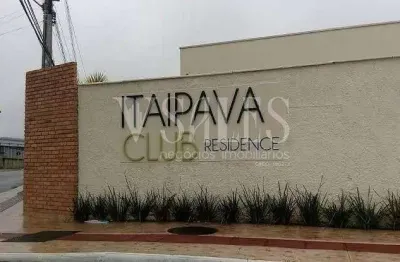 ITAIPAVA
CLUB RESIDENCE
negócios imobiliários